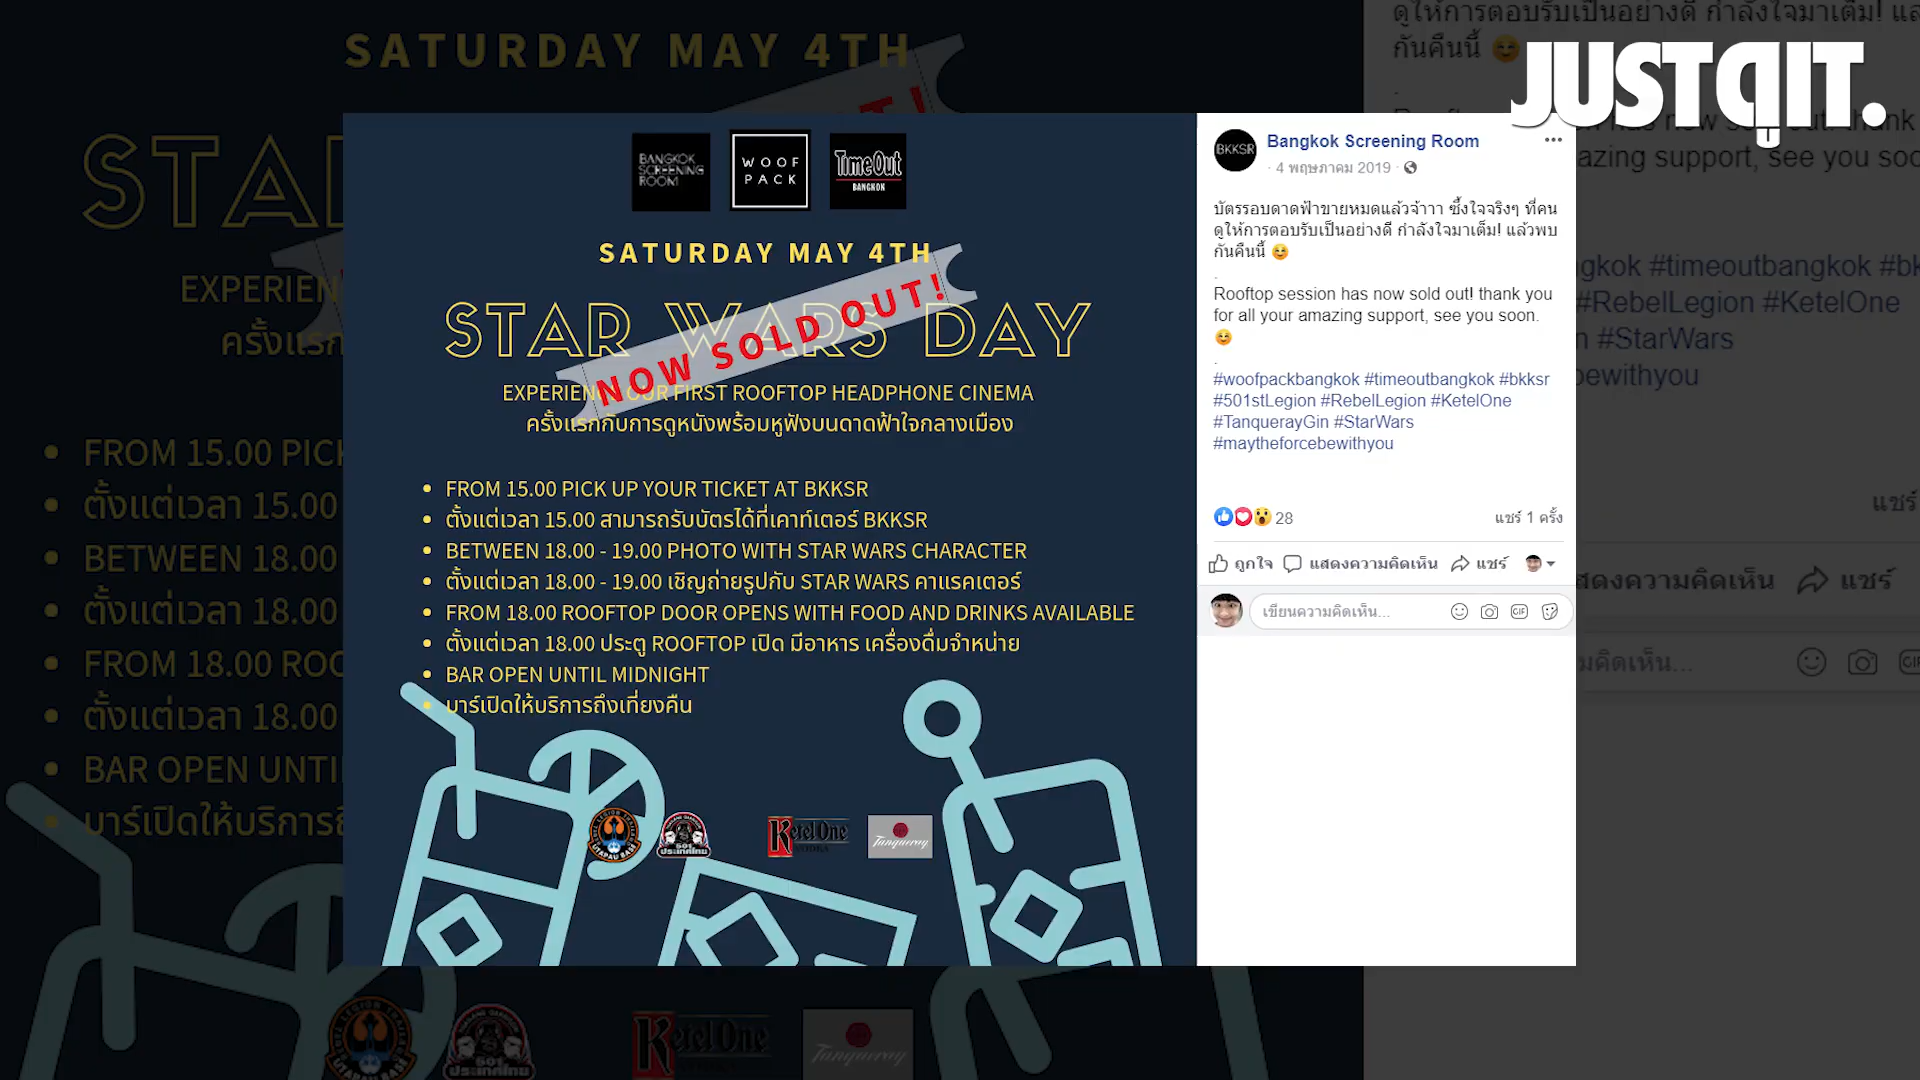 JUSTดูIT.
BANGKOK
SCREENING
ROOM
WOOF
PACK
TimeOut
BANGKOK
SATURDAY MAY 4TH
STAR WARS DAY
NOW SOLD OUT!
EXPERIENCE OUR FIRST ROOFTOP HEADPHONE CINEMA
ครั้งแรกกับการดูหนังพร้อมหูฟังบนดาดฟ้าใจกลางเมือง
FROM 15.00 PICK UP YOUR TICKET AT BKKSR
ตั้งแต่เวลา 15.00 สามารถรับบัตรได้ที่เคาท์เตอร์ BKKSR
BETWEEN 18.00 - 19.00 PHOTO WITH STAR WARS CHARACTER
ตั้งแต่เวลา 18.00 - 19.00 เชิญถ่ายรูปกับ STAR WARS คาแรคเตอร์
FROM 18.00 ROOFTOP DOOR OPENS WITH FOOD AND DRINKS AVAILABLE
ตั้งแต่เวลา 18.00 ประตู ROOFTOP เปิด มีอาหาร เครื่องดื่มจำหน่าย
BAR OPEN UNTIL MIDNIGHT
บาร์เปิดให้บริการถึงเที่ยงคืน
UTAPAU BASE
501
ประเทศไทย
Ketel One
VODKA
Tanqueray
BKKSR
Bangkok Screening Room
4 พฤษภาคม 2019
บัตรรอบดาดฟ้าขายหมดแล้วจ้าาา ซึ้งใจจริงๆ ที่คน
ดูให้การตอบรับเป็นอย่างดี กำลังใจมาเต็ม! แล้วพบ
กันคืนนี้ 😊
.
Rooftop session has now sold out! thank you
for all your amazing support, see you soon.
😊
.
#woofpackbangkok #timeoutbangkok #bkksr
#501stLegion #RebelLegion #KetelOne
#TanquerayGin #StarWars
#maytheforcebewithyou
28
แชร์ 1 ครั้ง
ถูกใจ แสดงความคิดเห็น แชร์
เขียนความคิดเห็น...
GIF